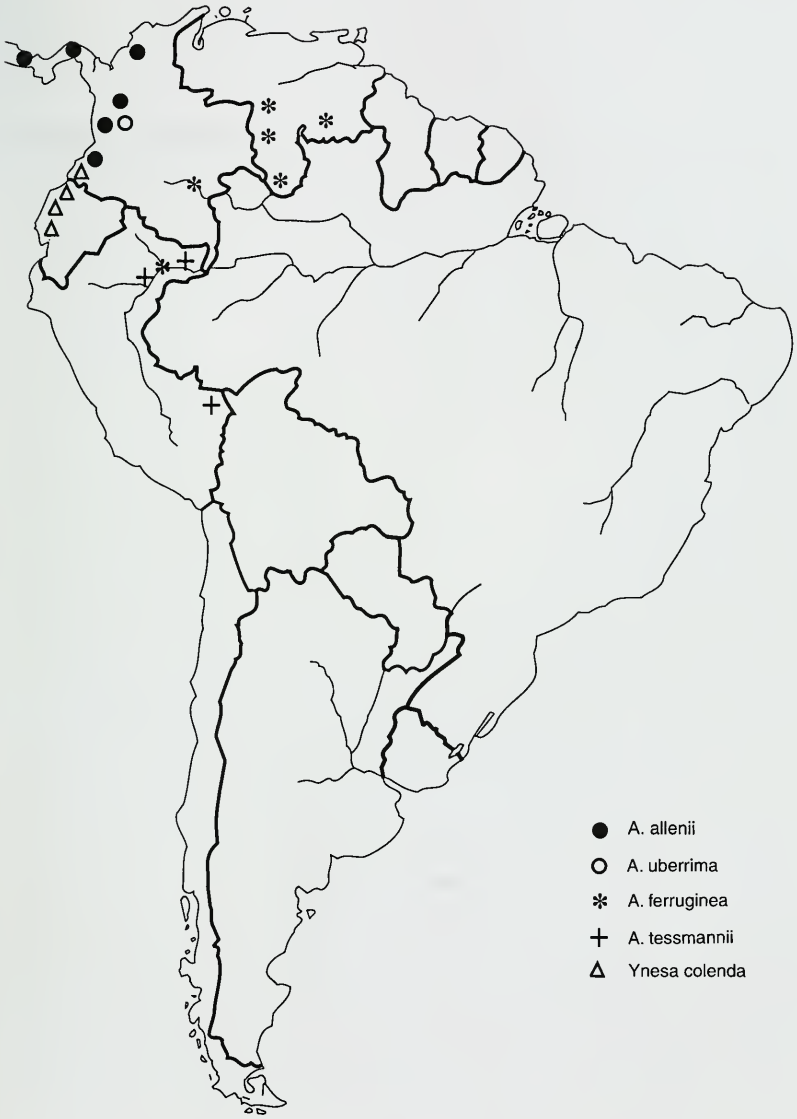 A. allenii
A. uberrima
A. ferruginea
A. tessmannii
Ynesa colenda